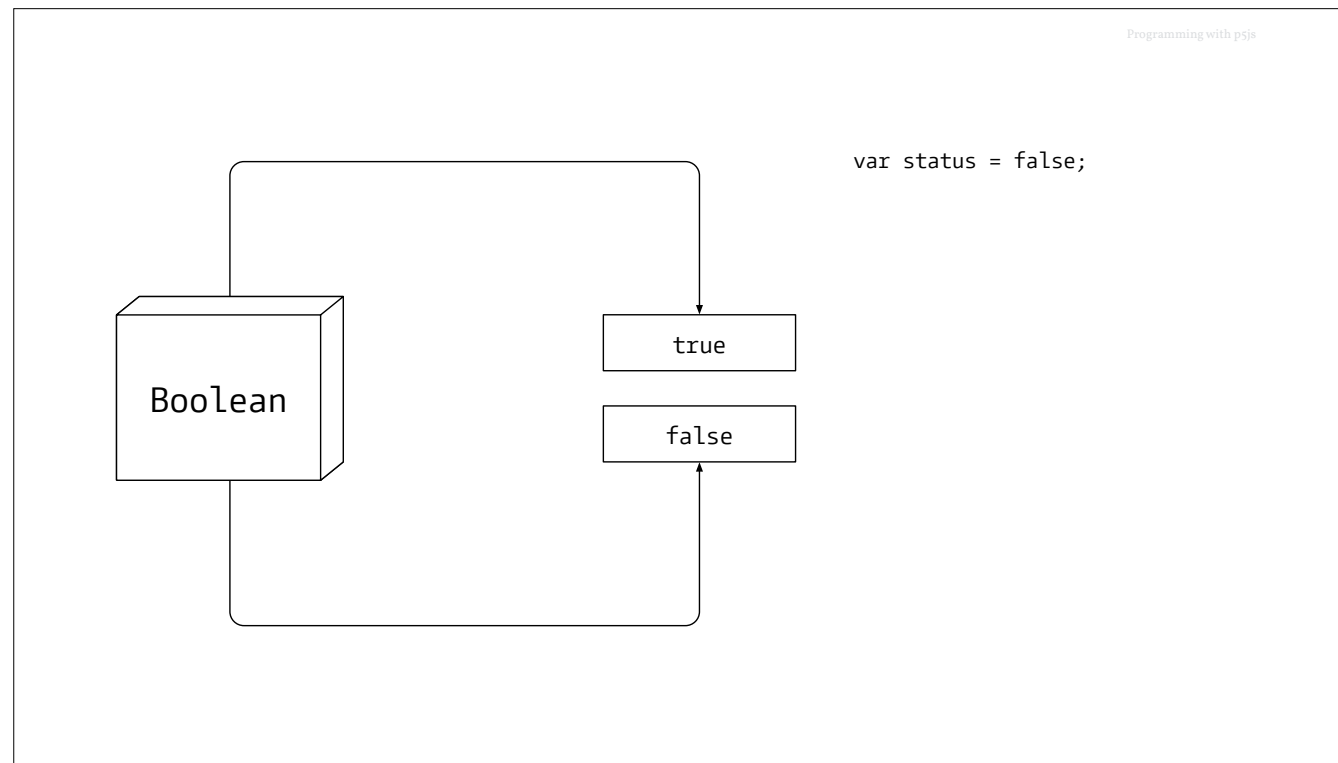 Programming with p5js
var status = false;
true
Boolean
false